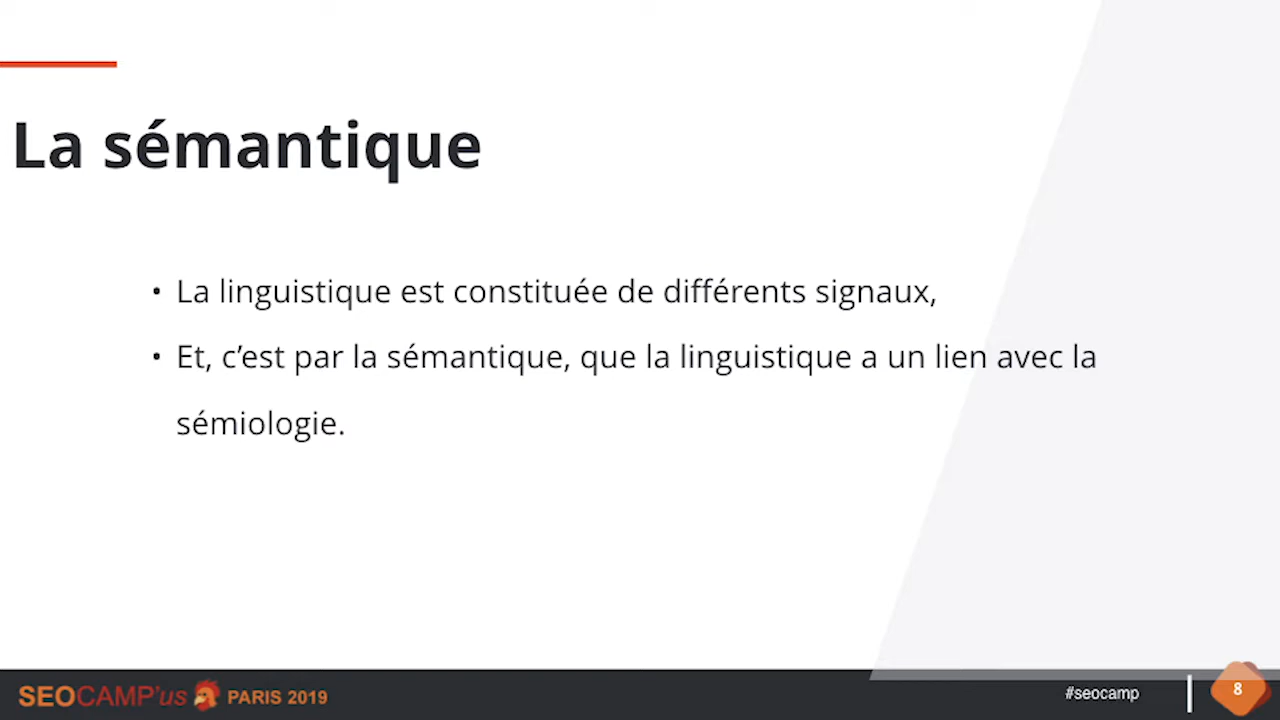 La sémantique
• La linguistique est constituée de différents signaux,
• Et, c’est par la sémantique, que la linguistique a un lien avec la
sémiologie.
SEOCAMP'us PARIS 2019
#seocamp
8